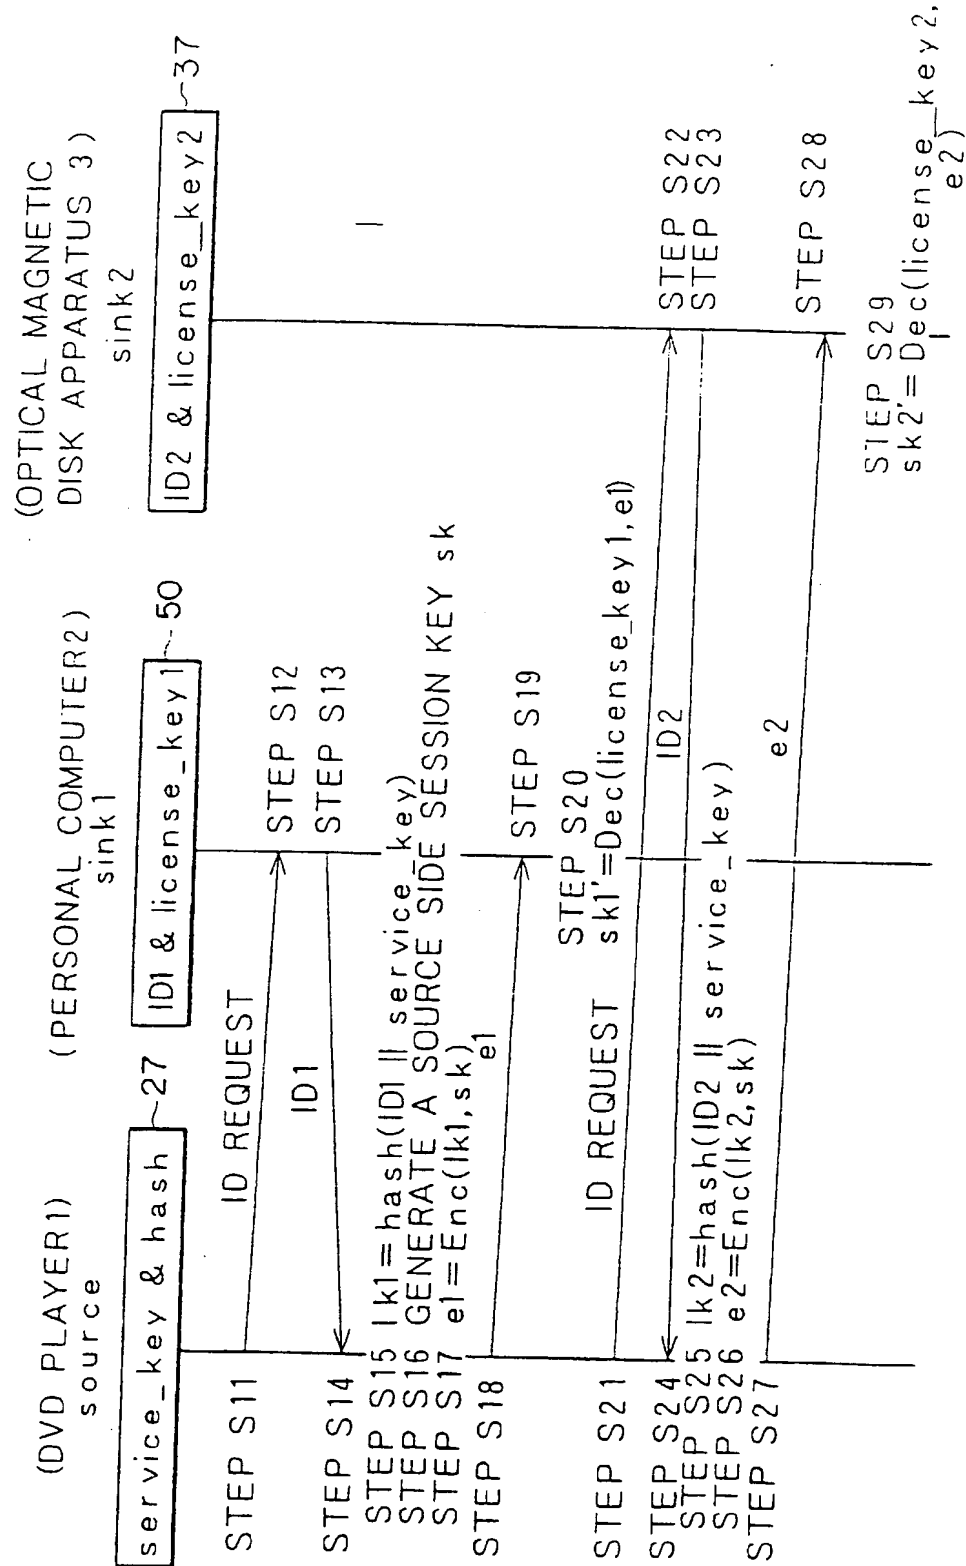 (DVD PLAYER1)
source
service_key & hash
27
(PERSONAL COMPUTER2)
sink1
ID1 & license_key1
50
(OPTICAL MAGNETIC
DISK APPARATUS 3)
sink2
ID2 & license_key2
37
STEP S11
ID REQUEST
STEP S12
STEP S13
ID1
STEP S14
STEP S15 lk1=hash(ID1 || service_key)
STEP S16 GENERATE A SOURCE SIDE SESSION KEY sk
STEP S17 e1=Enc(lk1,sk)
STEP S18
e1
STEP S19
STEP S20
sk1'=Dec(license_key1,e1)
STEP S21
ID REQUEST
STEP S22
STEP S23
ID2
STEP S24
STEP S25 lk2=hash(ID2 || service_key)
STEP S26 e2=Enc(lk2,sk)
STEP S27
e2
STEP S28
STEP S29
sk2'=Dec(license_key2,
e2)